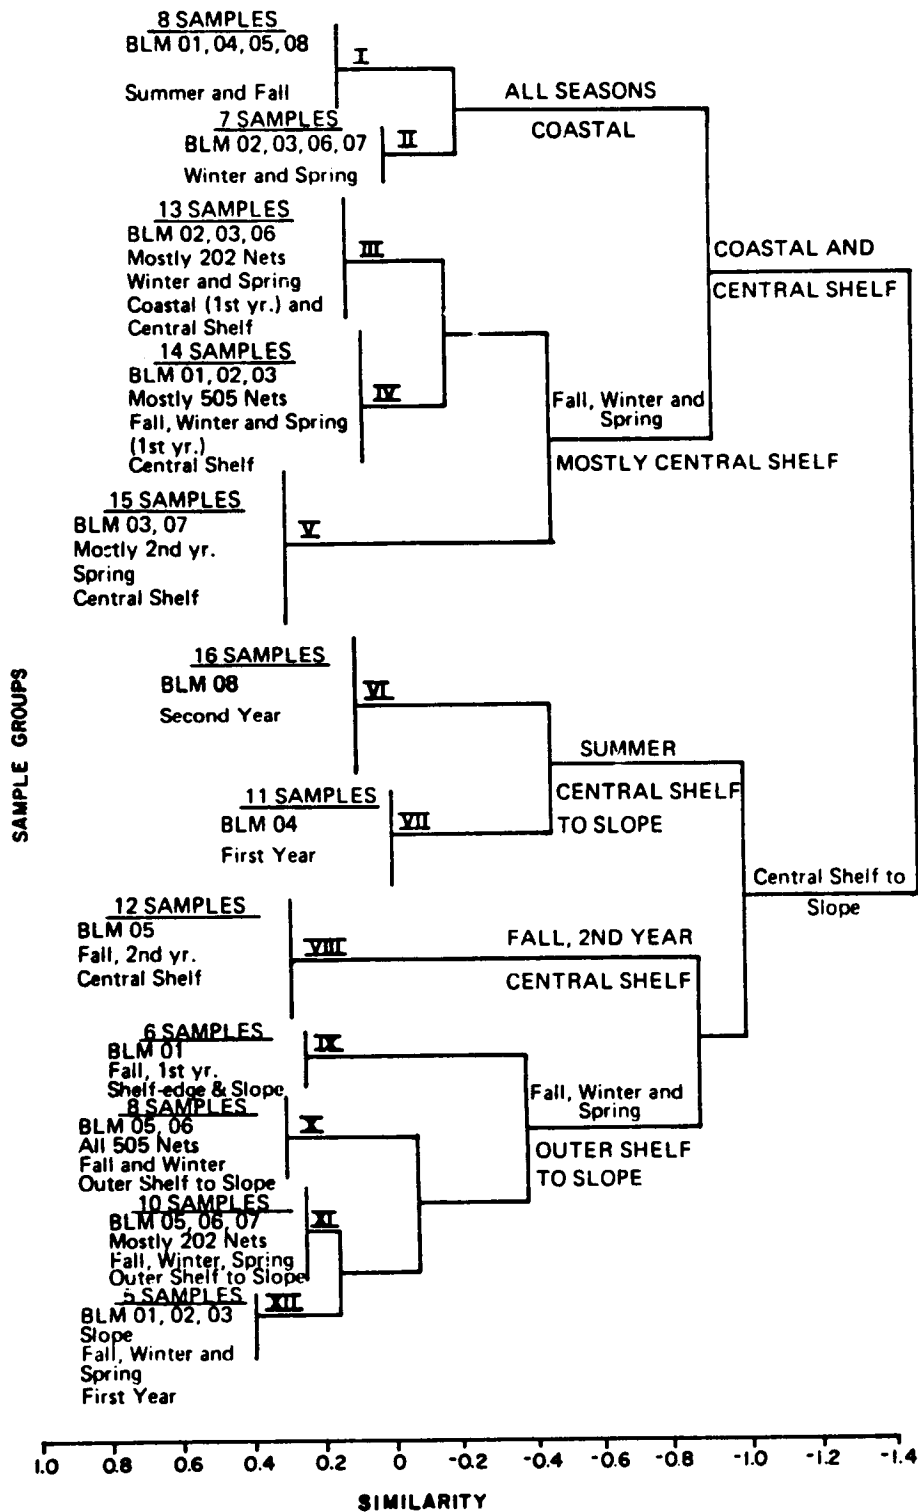 8 SAMPLES
BLM 01, 04, 05, 08
Summer and Fall
I
7 SAMPLES
BLM 02, 03, 06, 07
Winter and Spring
II
ALL SEASONS
COASTAL
13 SAMPLES
BLM 02, 03, 06
Mostly 202 Nets
Winter and Spring
Coastal (1st yr.) and
Central Shelf
III
14 SAMPLES
BLM 01, 02, 03
Mostly 505 Nets
Fall, Winter and Spring
(1st yr.)
Central Shelf
IV
15 SAMPLES
BLM 03, 07
Mostly 2nd yr.
Spring
Central Shelf
V
Fall, Winter and
Spring
MOSTLY CENTRAL SHELF
COASTAL AND
CENTRAL SHELF
16 SAMPLES
BLM 08
Second Year
VI
11 SAMPLES
BLM 04
First Year
VII
SUMMER
CENTRAL SHELF
TO SLOPE
Central Shelf to
Slope
12 SAMPLES
BLM 05
Fall, 2nd yr.
Central Shelf
VIII
FALL, 2ND YEAR
CENTRAL SHELF
6 SAMPLES
BLM 01
Fall, 1st yr.
Shelf-edge & Slope
IX
8 SAMPLES
BLM 05, 06
All 505 Nets
Fall and Winter
Outer Shelf to Slope
X
Fall, Winter and
Spring
OUTER SHELF
TO SLOPE
10 SAMPLES
BLM 05, 06, 07
Mostly 202 Nets
Fall, Winter, Spring
Outer Shelf to Slope
XI
5 SAMPLES
BLM 01, 02, 03
Slope
Fall, Winter and
Spring
First Year
XII
SAMPLE GROUPS
1.0 0.8 0.6 0.4 0.2 0 -0.2 -0.4 -0.6 -0.8 -1.0 -1.2 -1.4
SIMILARITY